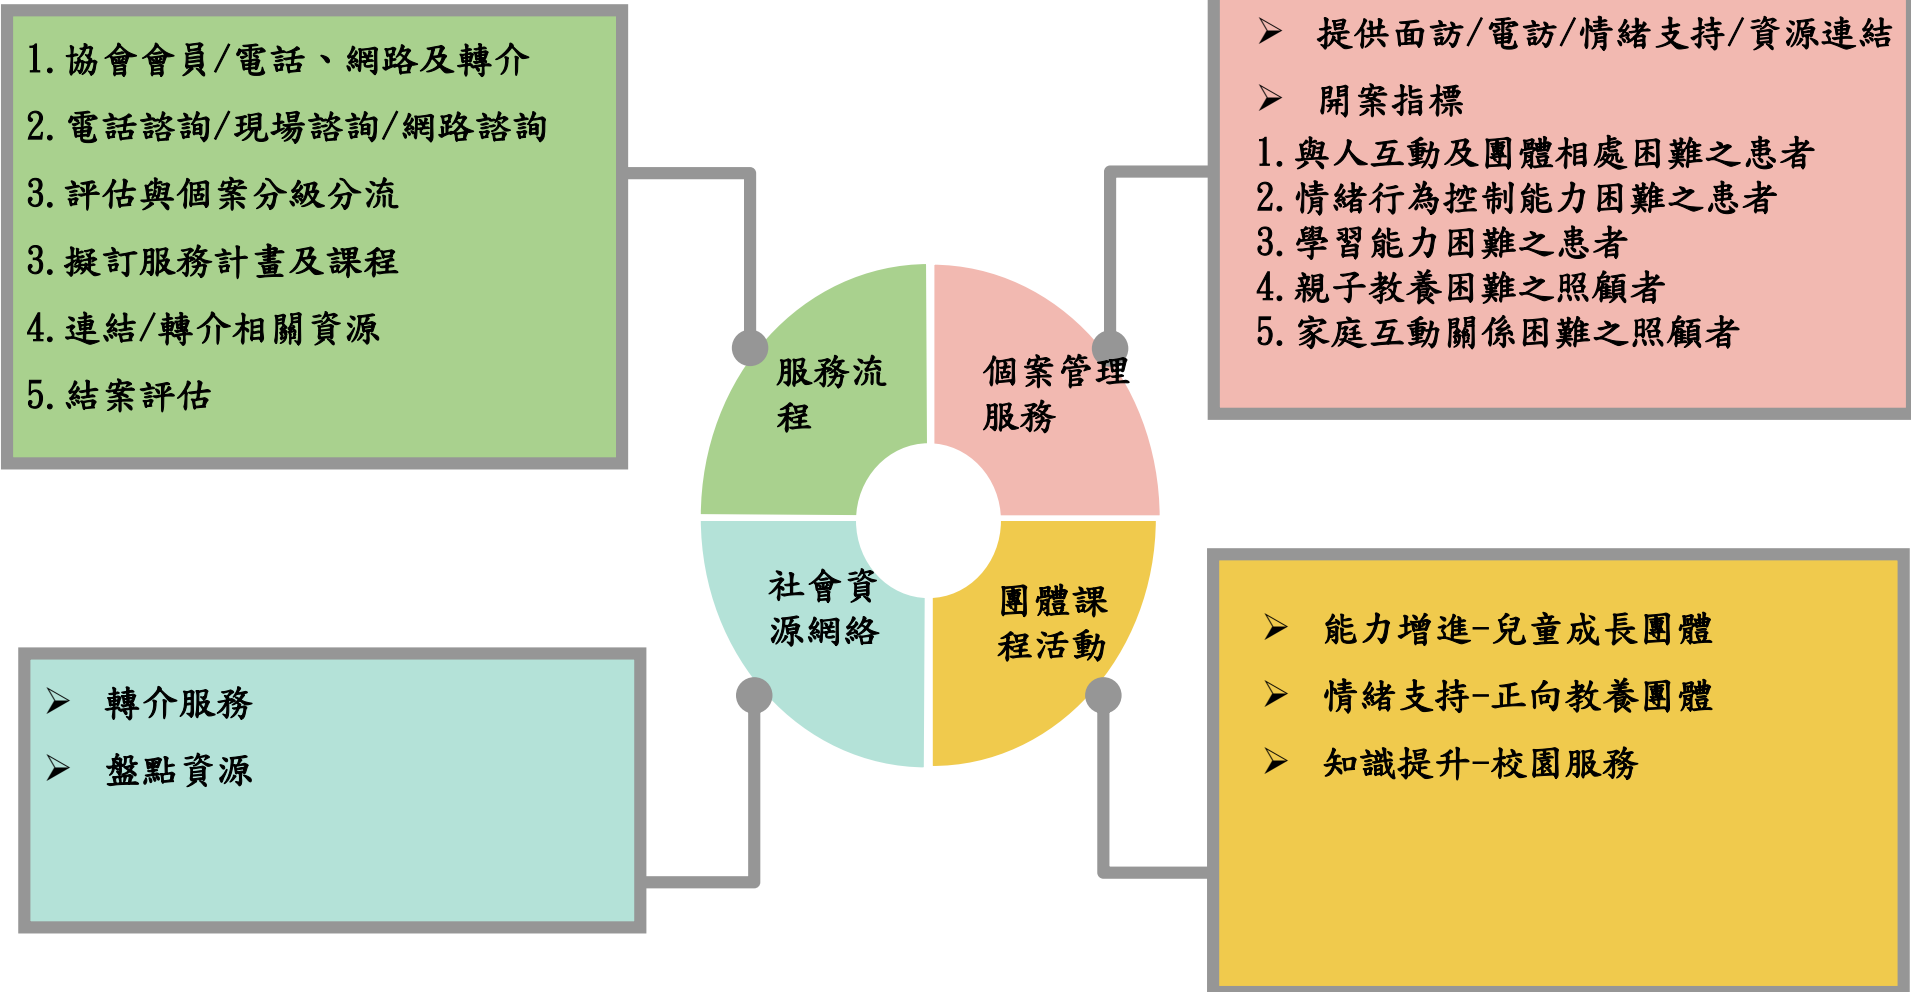 1.協會會員/電話、網路及轉介
2.電話諮詢/現場諮詢/網路諮詢
3.評估與個案分級分流
3.擬訂服務計畫及課程
4.連結/轉介相關資源
5.結案評估
➢ 提供面訪/電訪/情緒支持/資源連結
➢ 開案指標
1.與人互動及團體相處困難之患者
2.情緒行為控制能力困難之患者
3.學習能力困難之患者
4.親子教養困難之照顧者
5.家庭互動關係困難之照顧者
服務流
程
個案管理
服務
社會資
源網絡
團體課
程活動
➢ 轉介服務
➢ 盤點資源
➢ 能力增進-兒童成長團體
➢ 情緒支持-正向教養團體
➢ 知識提升-校園服務